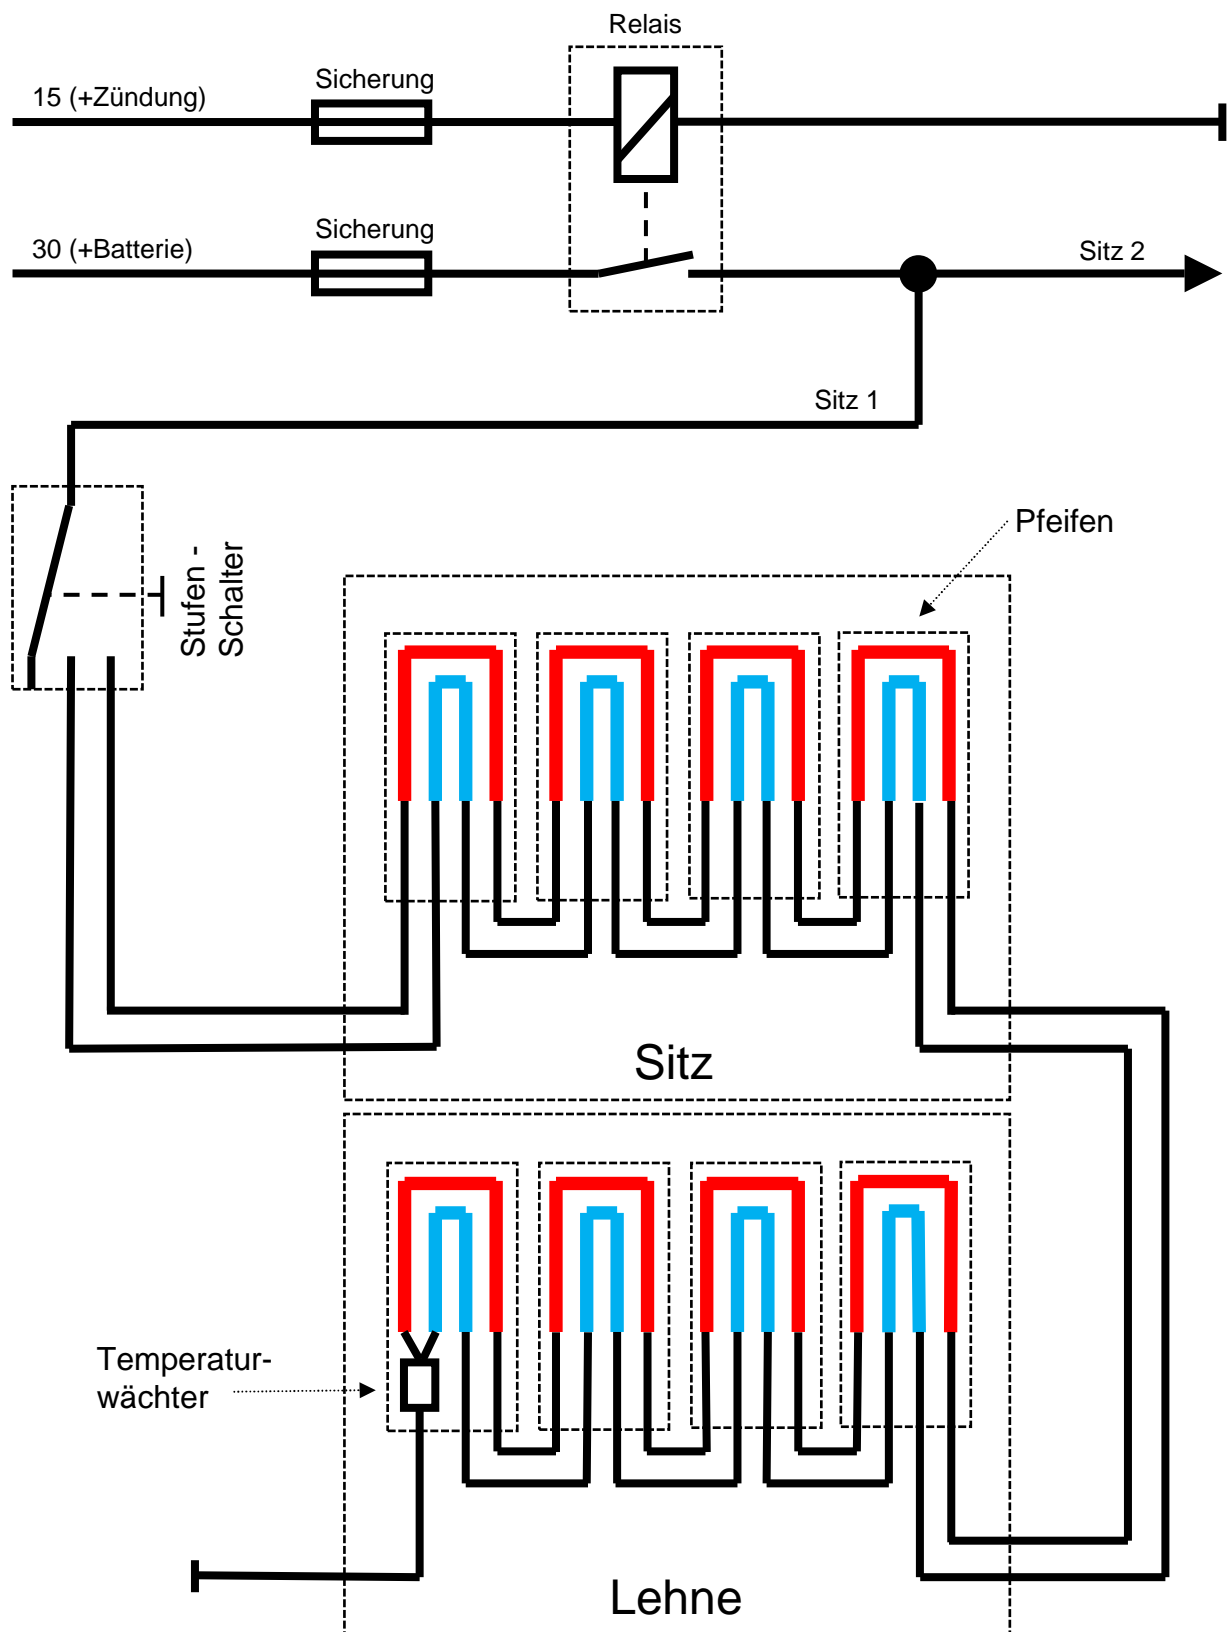 Relais
15 (+Zündung)
Sicherung
30 (+Batterie)
Sicherung
Sitz 2
Sitz 1
Pfeifen
Stufen -
Schalter
Sitz
Temperatur-
wächter
Lehne